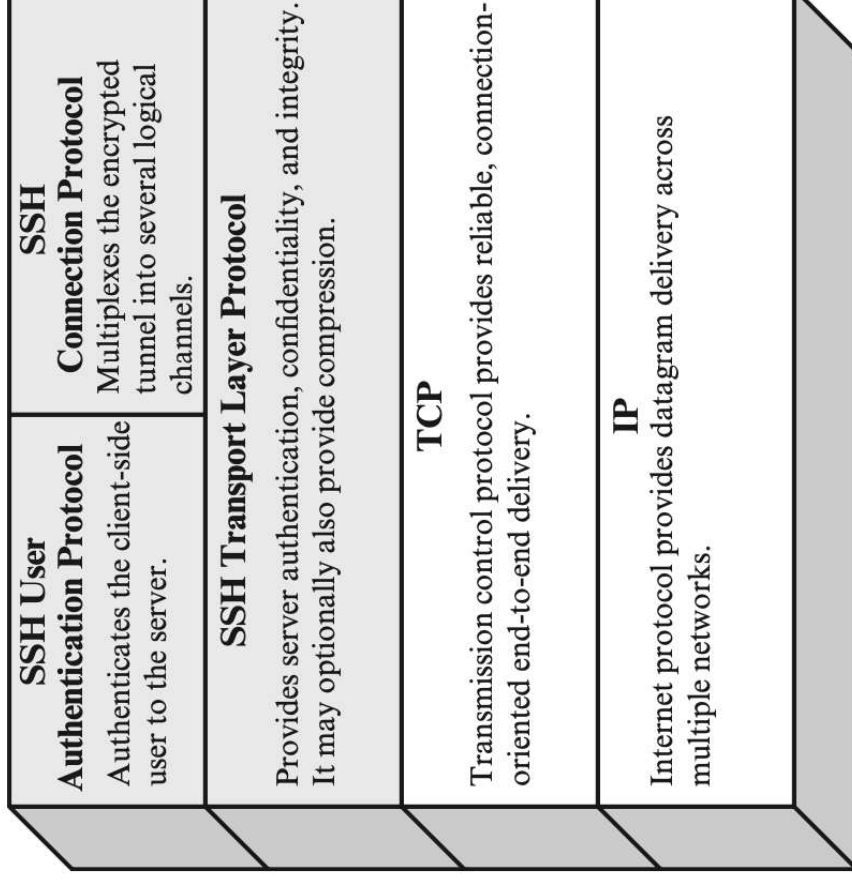 SSH User
Authentication Protocol
Authenticates the client-side
user to the server.
SSH
Connection Protocol
Multiplexes the encrypted
tunnel into several logical
channels.
SSH Transport Layer Protocol
Provides server authentication, confidentiality, and integrity.
It may optionally also provide compression.
TCP
Transmission control protocol provides reliable, connection-
oriented end-to-end delivery.
IP
Internet protocol provides datagram delivery across
multiple networks.